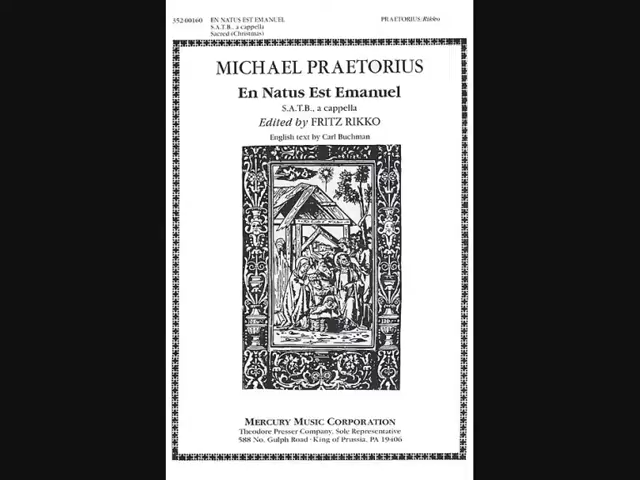 352-00160 EN NATUS EST EMANUEL PRAETORIUS/Rikko
S.A.T.B., a cappella
Sacred (Christmas)
MICHAEL PRAETORIUS
En Natus Est Emanuel
S.A.T.B., a cappella
Edited by FRITZ RIKKO
English text by Carl Buchman
MERCURY MUSIC CORPORATION
Theodore Presser Company, Sole Representative
588 No. Gulph Road · King of Prussia, PA 19406